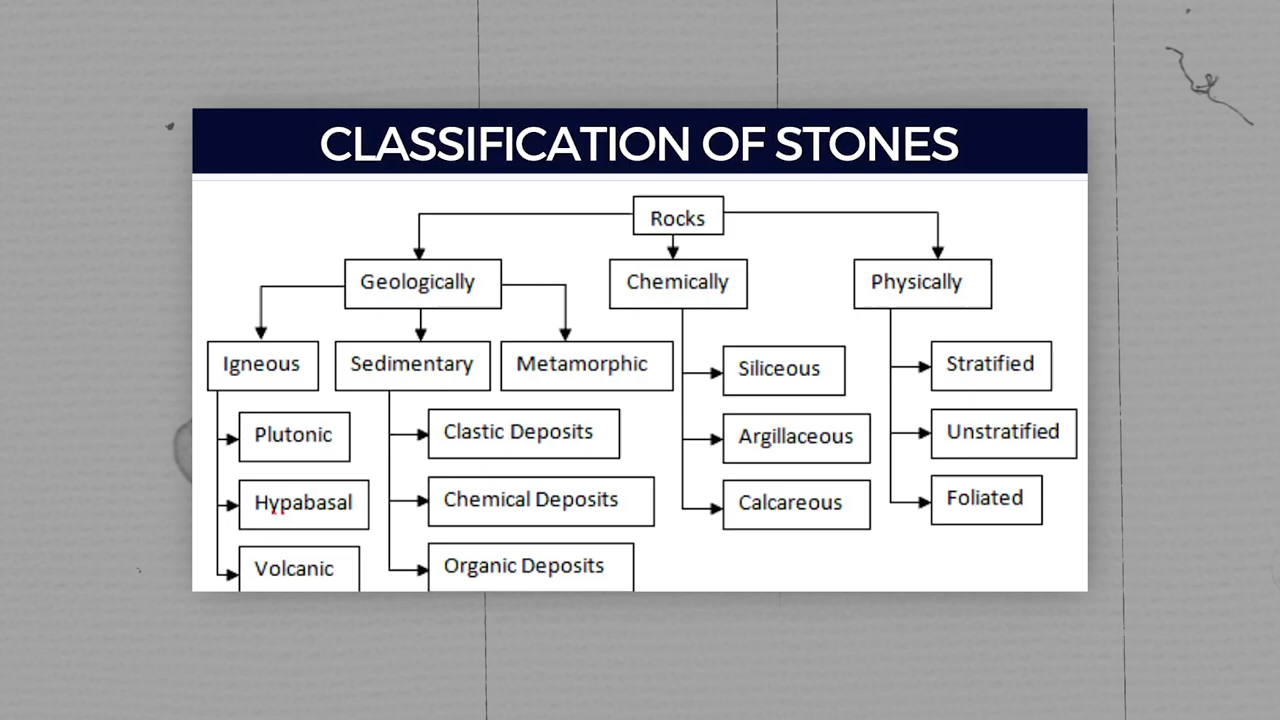 CLASSIFICATION OF STONES
Rocks
Geologically
Chemically
Physically
Igneous
Sedimentary
Metamorphic
Siliceous
Stratified
Plutonic
Clastic Deposits
Argillaceous
Unstratified
Hypabasal
Chemical Deposits
Calcareous
Foliated
Volcanic
Organic Deposits